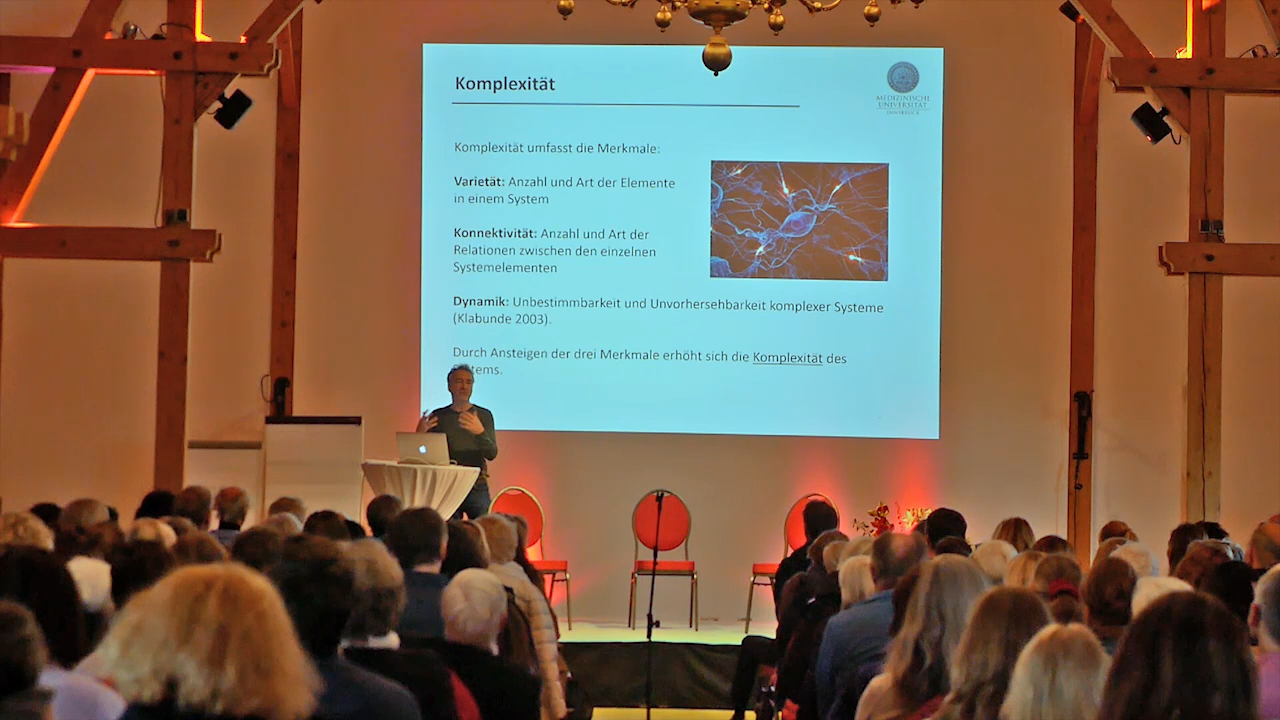 Komplexität
MEDIZINISCHE
UNIVERSITÄT
INNSBRUCK
Komplexität umfasst die Merkmale:
Varietät: Anzahl und Art der Elemente
in einem System
Konnektivität: Anzahl und Art der
Relationen zwischen den einzelnen
Systemelementen
Dynamik: Unbestimmbarkeit und Unvorhersehbarkeit komplexer Systeme
(Klabunde 2003).
Durch Ansteigen der drei Merkmale erhöht sich die Komplexität des